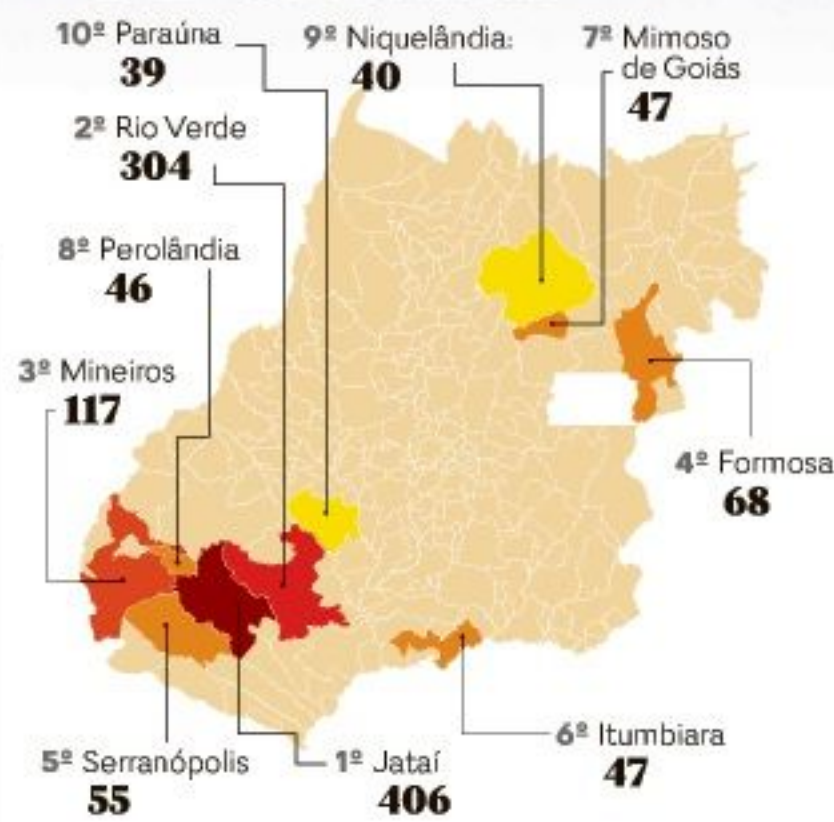 10º Paraúna
39
9º Niquelândia:
40
7º Mimoso
de Goiás
47
2º Rio Verde
304
8º Perolândia
46
3º Mineiros
117
4º Formosa
68
5º Serranópolis
55
1º Jataí
406
6º Itumbiara
47